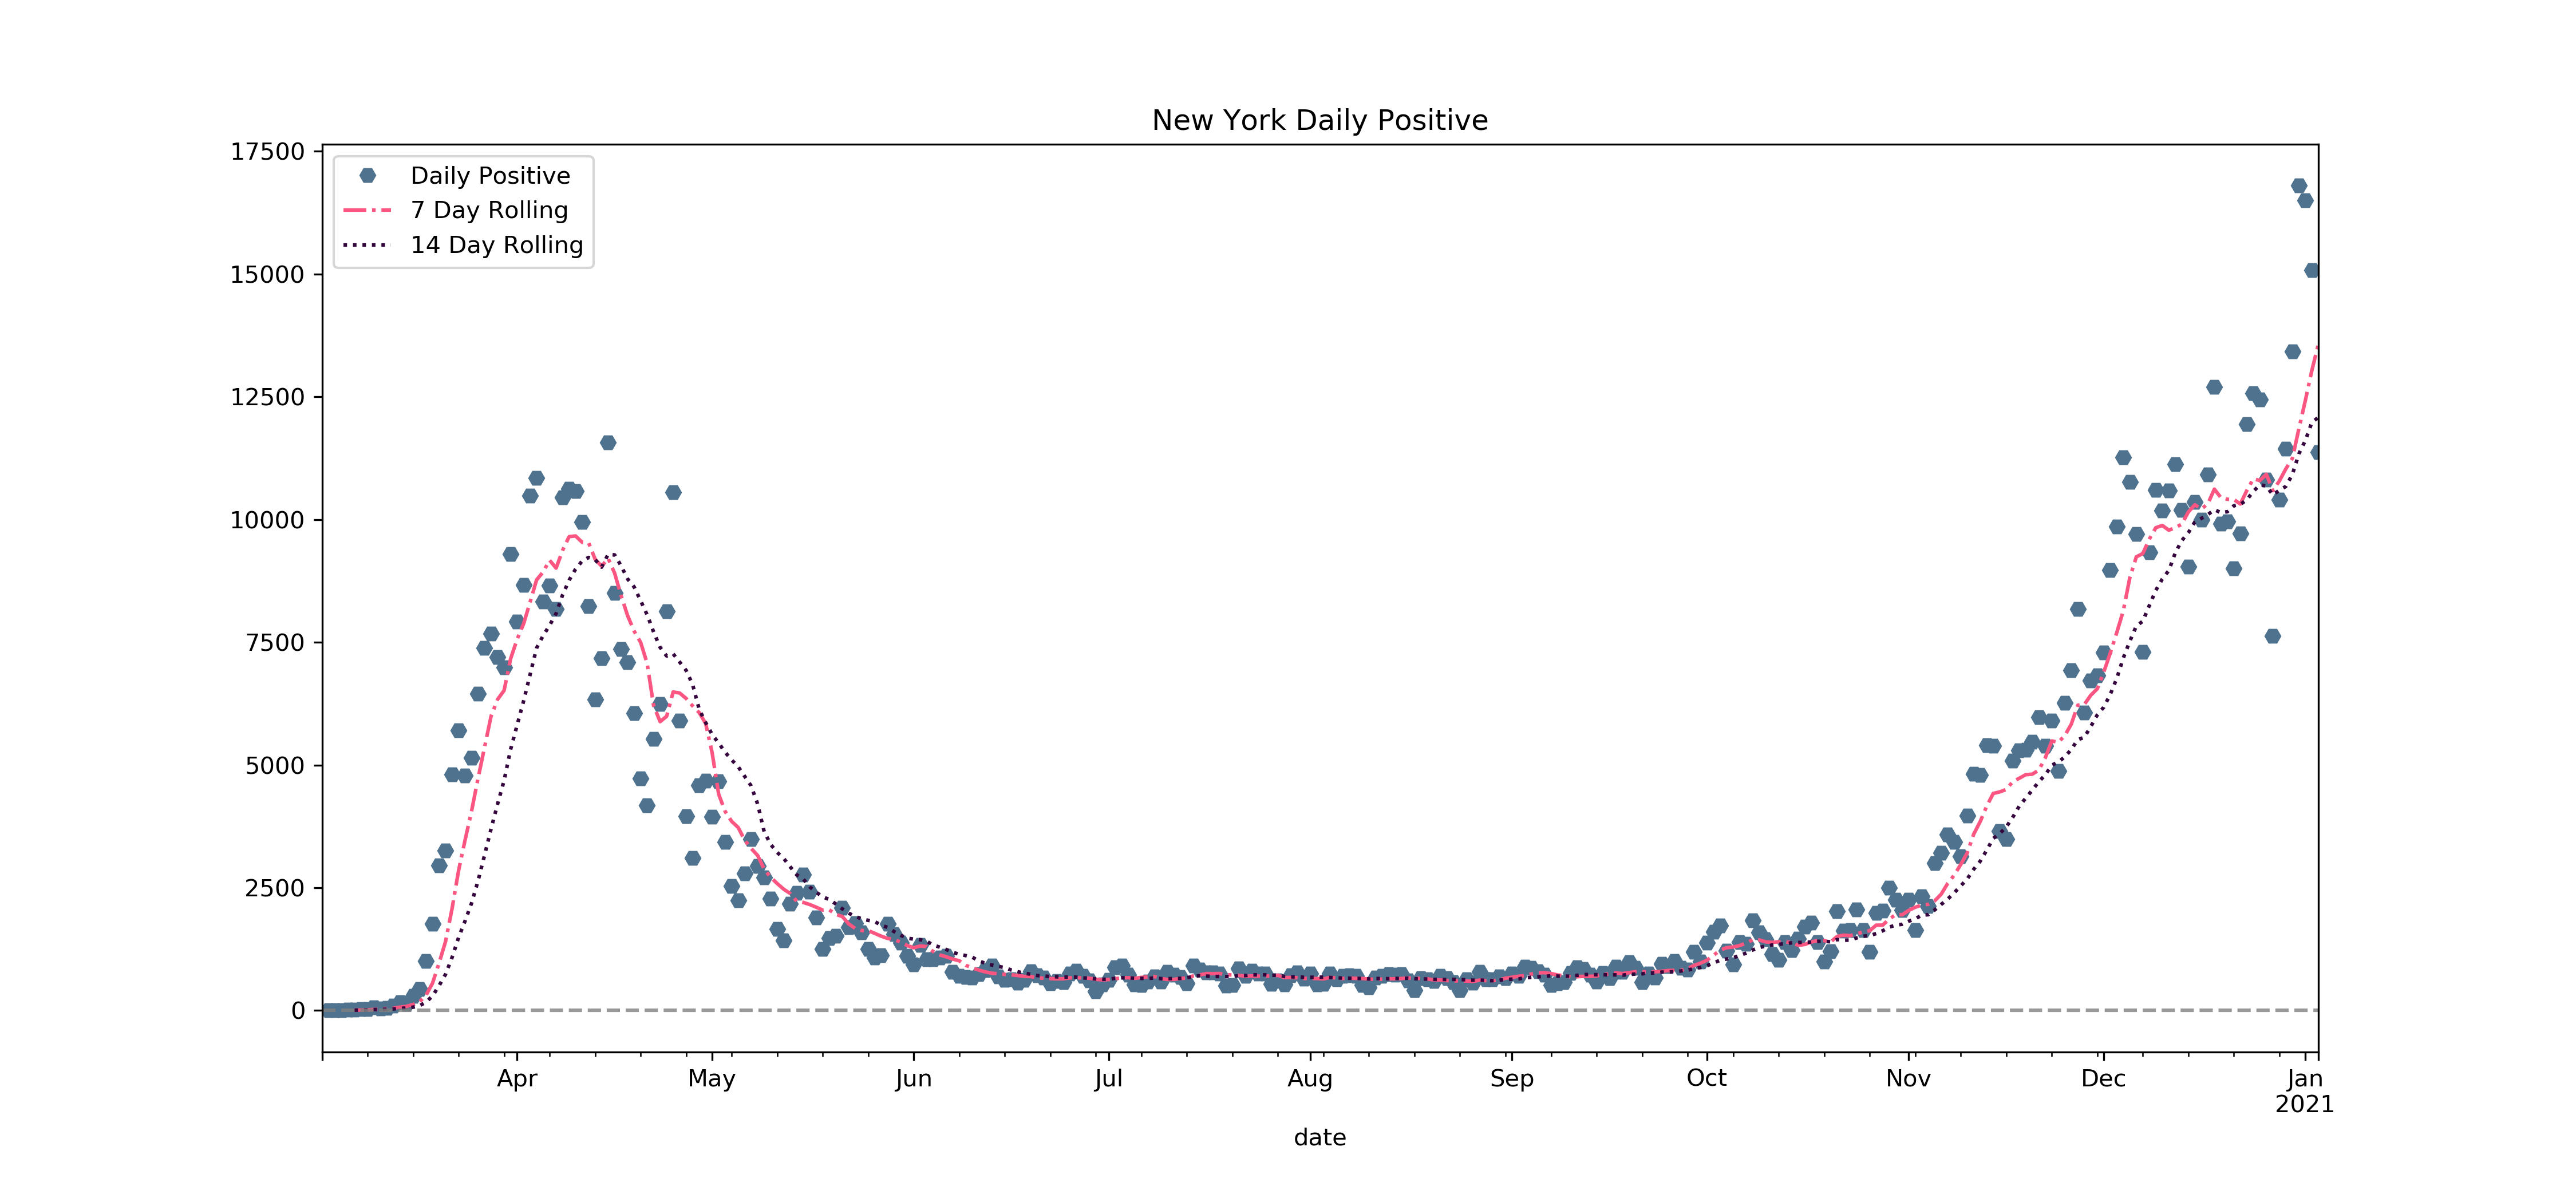 New York Daily Positive
17500
15000
12500
10000
7500
5000
2500
0
Daily Positive
7 Day Rolling
14 Day Rolling
Apr May Jun Jul Aug Sep Oct Nov Dec Jan
2021
date